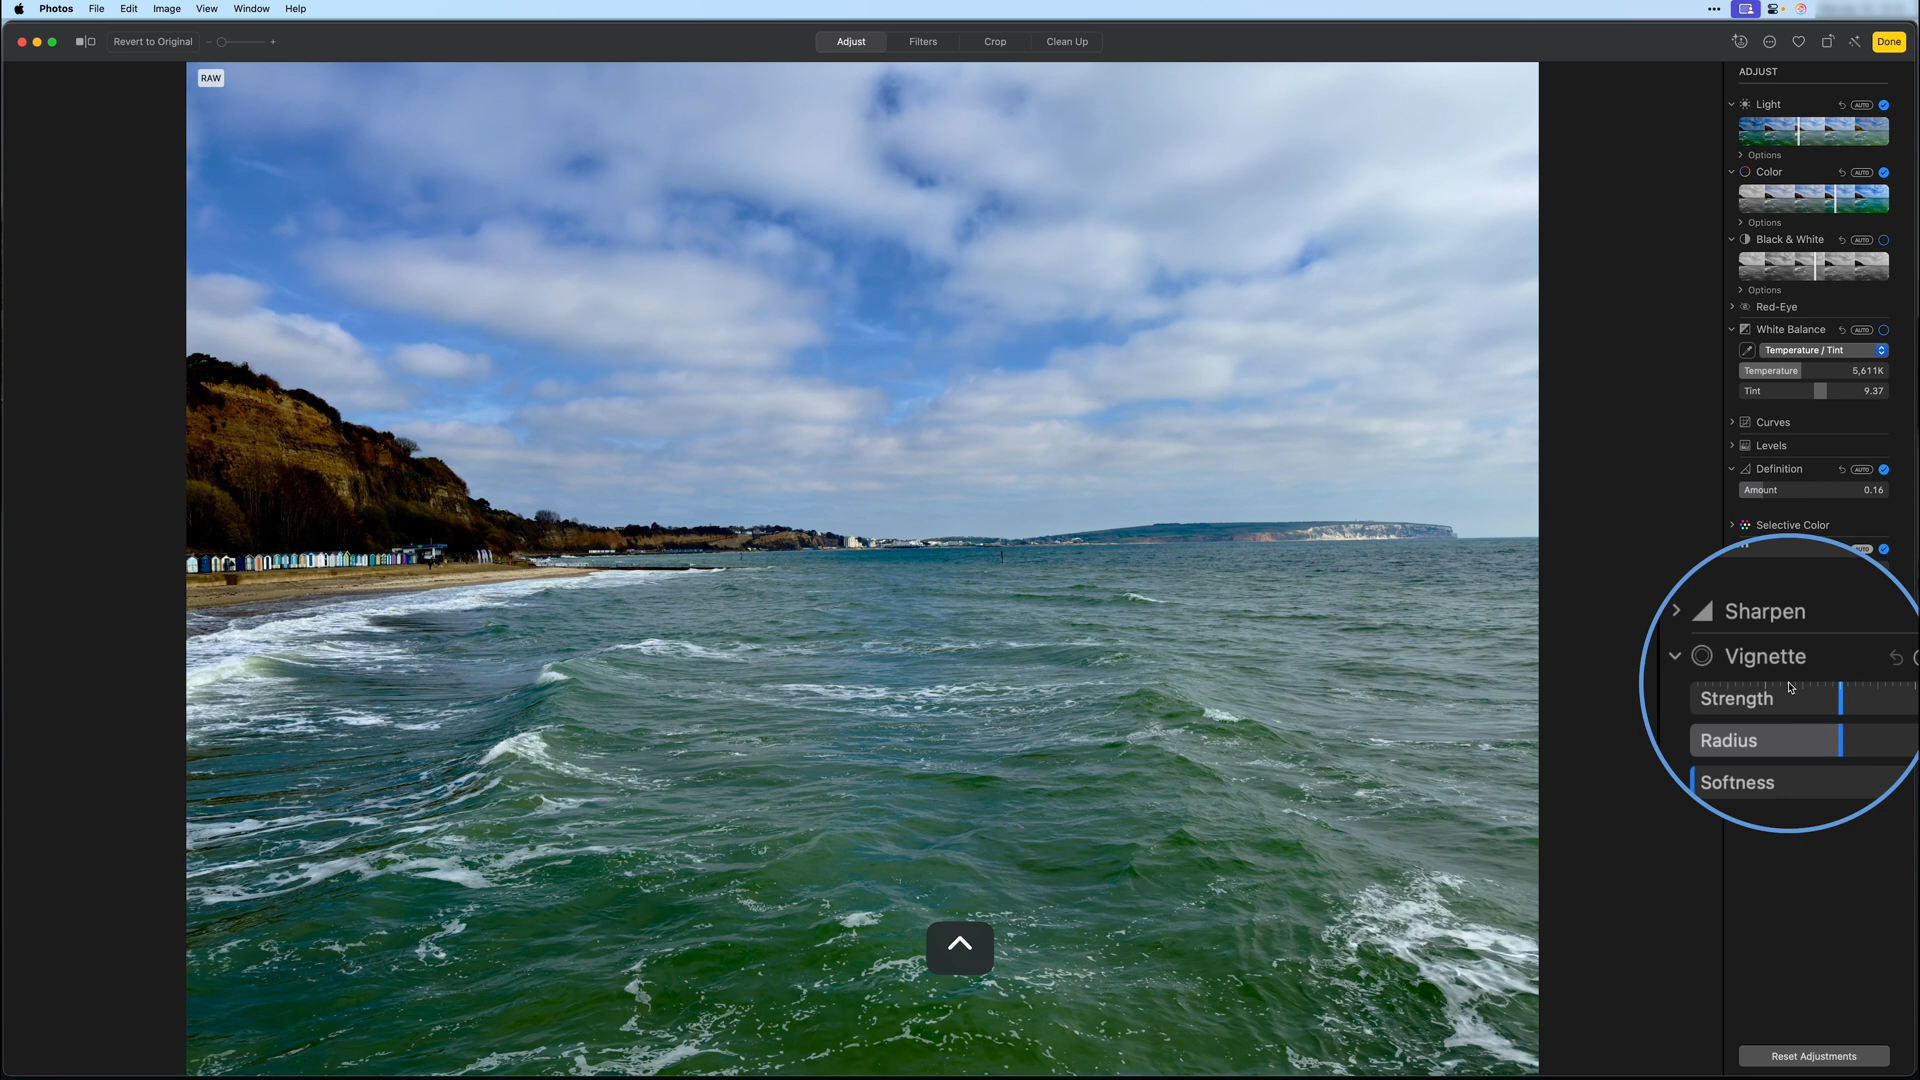 Photos File Edit Image View Window Help
Revert to Original - + Adjust Filters Crop Clean Up Done
RAW
ADJUST
Light AUTO
Options
Color AUTO
Options
Black & White AUTO
Options
Red-Eye
White Balance AUTO
Temperature / Tint
Temperature 5,611K
Tint 9.37
Curves
Levels
Definition AUTO
Amount 0.16
Selective Color
Sharpen
Vignette
Strength
Radius
Softness
Reset Adjustments